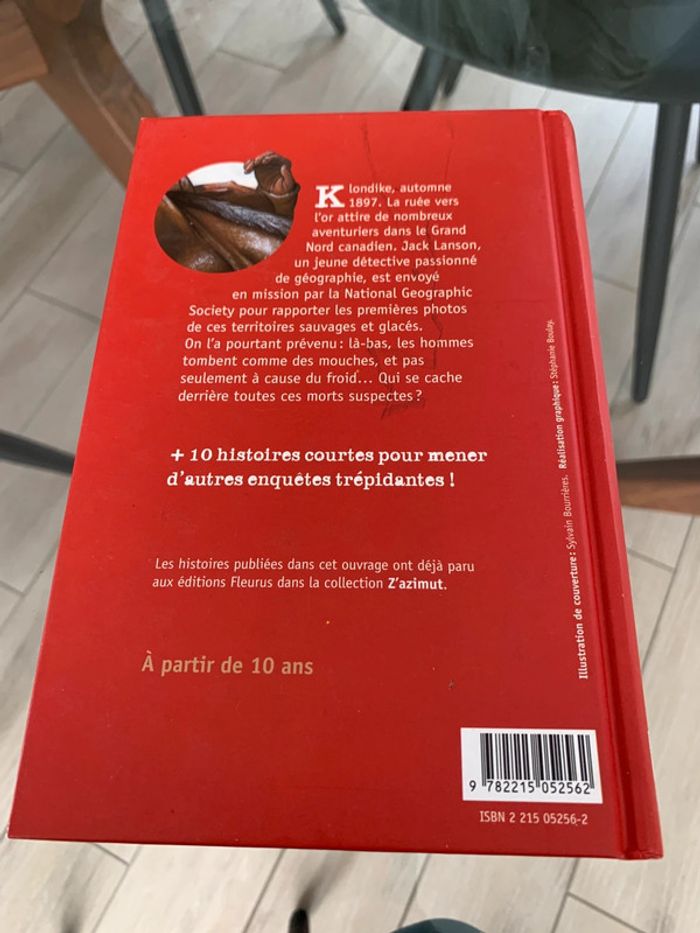 Klondike, automne
1897. La ruée vers
l'or attire de nombreux
aventuriers dans le Grand
Nord canadien. Jack Lanson,
un jeune détective passionné
de géographie, est envoyé
en mission par la National Geographic
Society pour rapporter les premières photos
de ces territoires sauvages et glacés.
On l'a pourtant prévenu : là-bas, les hommes
tombent comme des mouches, et pas
seulement à cause du froid... Qui se cache
derrière toutes ces morts suspectes ?
+ 10 histoires courtes pour mener
d'autres enquêtes trépidantes !
Les histoires publiées dans cet ouvrage ont déjà paru
aux éditions Fleurus dans la collection Z'azimut.
À partir de 10 ans
Illustration de couverture : Sylvain Bourrières. Réalisation graphique : Stéphanie Boulay.
9 782215 052562
ISBN 2 215 05256-2